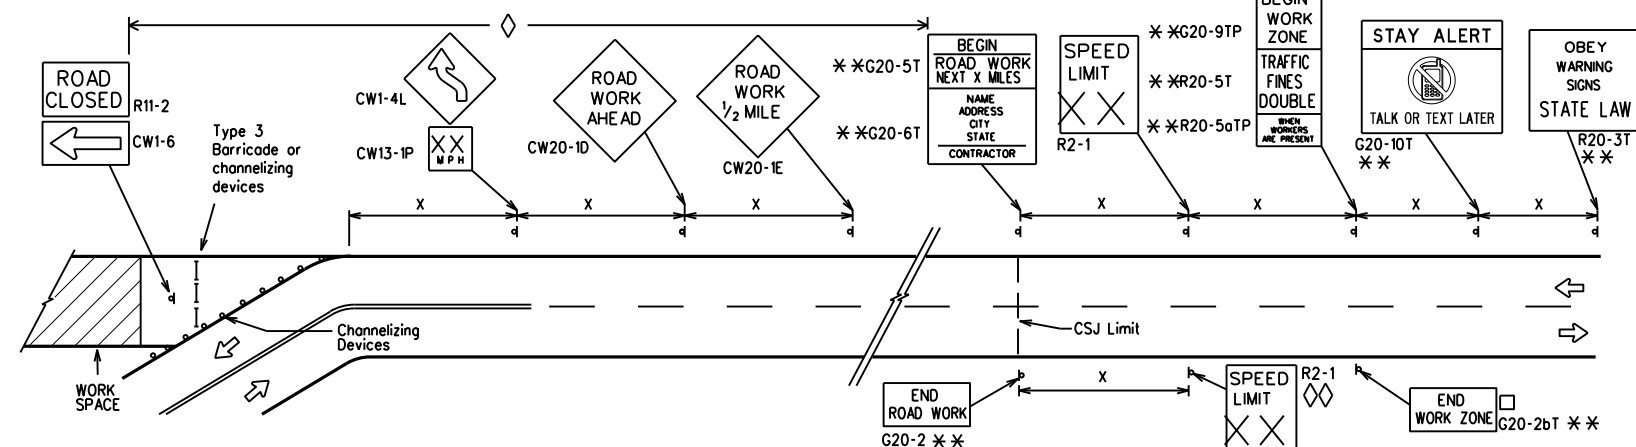 ROAD
CLOSED
R11-2
CW1-6
Type 3
Barricade or
channelizing
devices
CW1-4L
CW13-1P
XX
MPH
ROAD
WORK
AHEAD
CW20-1D
ROAD
WORK
1/2 MILE
CW20-1E
**G20-5T
**G20-6T
BEGIN
ROAD WORK
NEXT X MILES
NAME
ADDRESS
CITY
STATE
CONTRACTOR
SPEED
LIMIT
XX
R2-1
**G20-9TP
**R20-5T
**R20-5aTP
BEGIN
WORK
ZONE
TRAFFIC
FINES
DOUBLE
WHEN
WORKERS
ARE PRESENT
STAY ALERT
TALK OR TEXT LATER
G20-10T
**
OBEY
WARNING
SIGNS
STATE LAW
R20-3T
**
X
X
X
X
X
X
X
Channelizing
Devices
WORK
SPACE
CSJ Limit
X
END
ROAD WORK
G20-2 **
SPEED
LIMIT
XX
R2-1
END
WORK ZONE
G20-2bT **